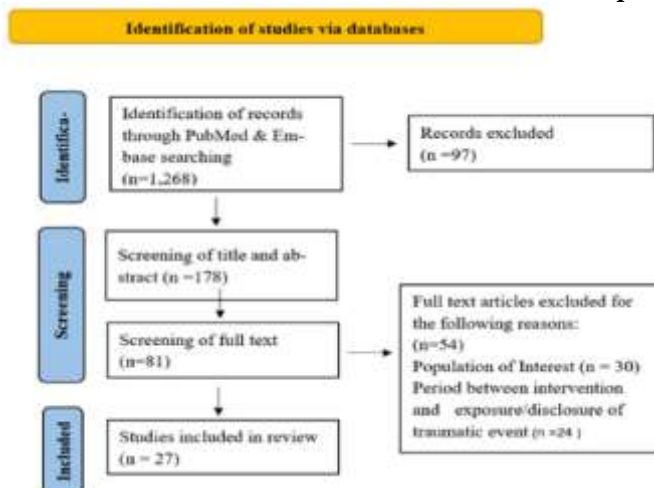 Identification of studies via databases
Identifica-
Identification of records
through PubMed & Em-
base searching
(n=1,268)
Records excluded
(n =97)
Screening
Screening of title and ab-
stract (n =178)
Screening of full text
(n=81)
Full text articles excluded for
the following reasons:
(n=54)
Population of Interest (n = 30)
Period between intervention
and exposure/disclosure of
traumatic event (n =24 )
Included
Studies included in review
(n = 27)